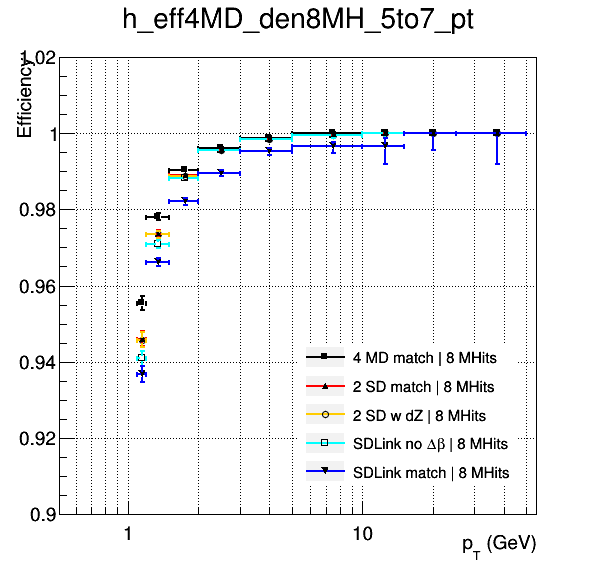 h_eff4MD_den8MH_5to7_pt
Efficiency
1.02
1
0.98
0.96
0.94
0.92
0.9
4 MD match | 8 MHits
2 SD match | 8 MHits
2 SD w dZ | 8 MHits
SDLink no Δβ | 8 MHits
SDLink match | 8 MHits
1
10
p_T (GeV)